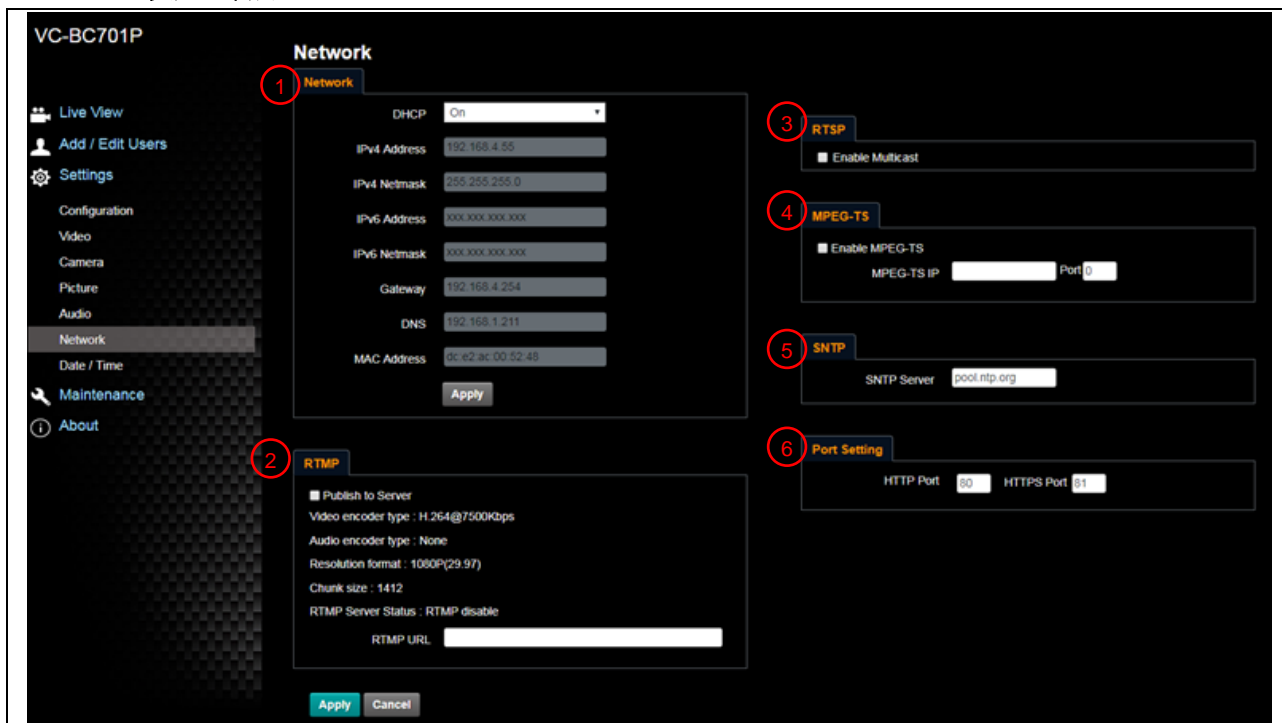 VC-BC701P
Live View
Add / Edit Users
Settings
Configuration
Video
Camera
Picture
Audio
Network
Date / Time
Maintenance
About
Network
1 Network
DHCP On
IPv4 Address 192.168.4.55
IPv4 Netmask 255.255.255.0
IPv6 Address xxx.xxx.xxx.xxx
IPv6 Netmask xxx.xxx.xxx.xxx
Gateway 192.168.4.254
DNS 192.168.1.211
MAC Address dc:e2:ac:00:52:48
Apply
2 RTMP
Publish to Server
Video encoder type : H.264@7500Kbps
Audio encoder type : None
Resolution format : 1080P(29.97)
Chunk size : 1412
RTMP Server Status : RTMP disable
RTMP URL
Apply Cancel
3 RTSP
Enable Multicast
4 MPEG-TS
Enable MPEG-TS
MPEG-TS IP Port 0
5 SNTP
SNTP Server pool.ntp.org
6 Port Setting
HTTP Port 80 HTTPS Port 81